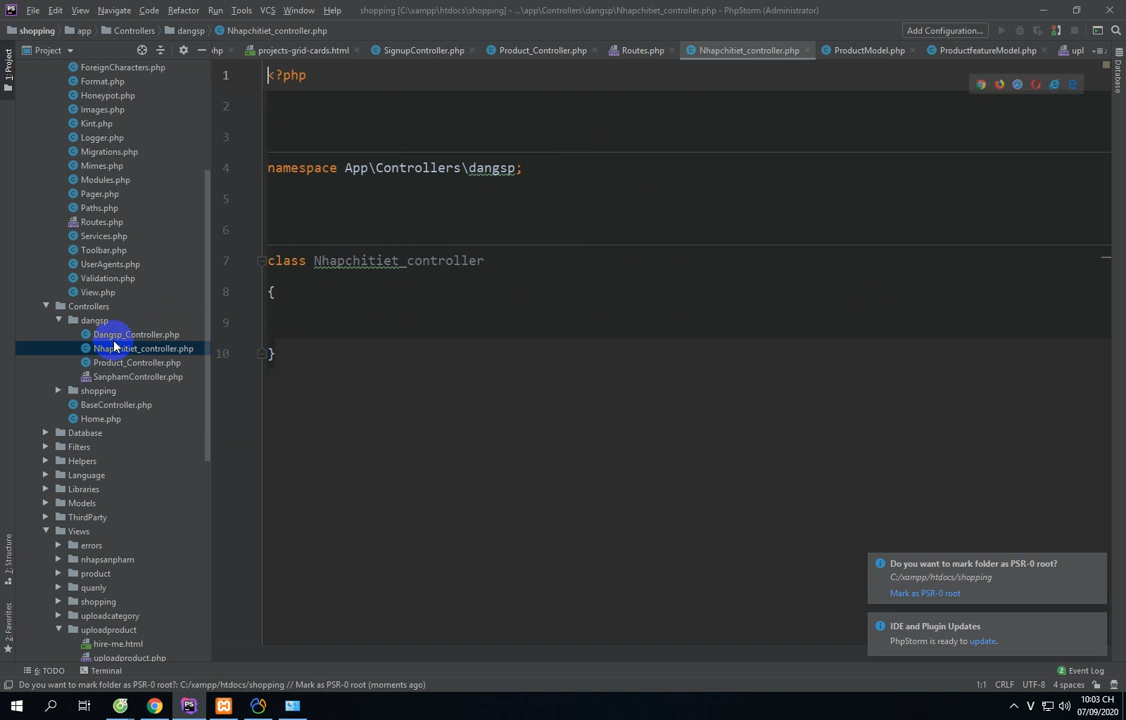 File Edit View Navigate Code Refactor Run Tools VCS Window Help shopping [C:\xampp\htdocs\shopping] - ...\app\Controllers\dangsp\Nhapchitiet_controller.php - PhpStorm (Administrator)
shopping app Controllers dangsp Nhapchitiet_controller.php Add Configuration...
Project hp projects-grid-cards.html SignupController.php Product_Controller.php Routes.php Nhapchitiet_controller.php ProductModel.php ProductfeatureModel.php upl
1: Project
Database
ForeignCharacters.php
Format.php
Honeypot.php
Images.php
Kint.php
Logger.php
Migrations.php
Mimes.php
Modules.php
Pager.php
Paths.php
Routes.php
Services.php
Toolbar.php
UserAgents.php
Validation.php
View.php
Controllers
dangsp
Dangsp_Controller.php
Nhapchitiet_controller.php
Product_Controller.php
SanphamController.php
shopping
BaseController.php
Home.php
Database
Filters
Helpers
Language
Libraries
Models
ThirdParty
Views
errors
nhapsanpham
product
quanly
shopping
uploadcategory
uploadproduct
hire-me.html
uploadproduct.php
1 <?php
2
3
4 namespace App\Controllers\dangsp;
5
6
7 class Nhapchitiet_controller
8 {
9
10 }
Do you want to mark folder as PSR-0 root?
C:/xampp/htdocs/shopping
Mark as PSR-0 root
IDE and Plugin Updates
PhpStorm is ready to update.
Z: Structure
2: Favorites
6: TODO Terminal 2 Event Log
Do you want to mark folder as PSR-0 root?: C:/xampp/htdocs/shopping // Mark as PSR-0 root (moments ago) 1:1 CRLF UTF-8 4 spaces
V 10:03 CH
07/09/2020